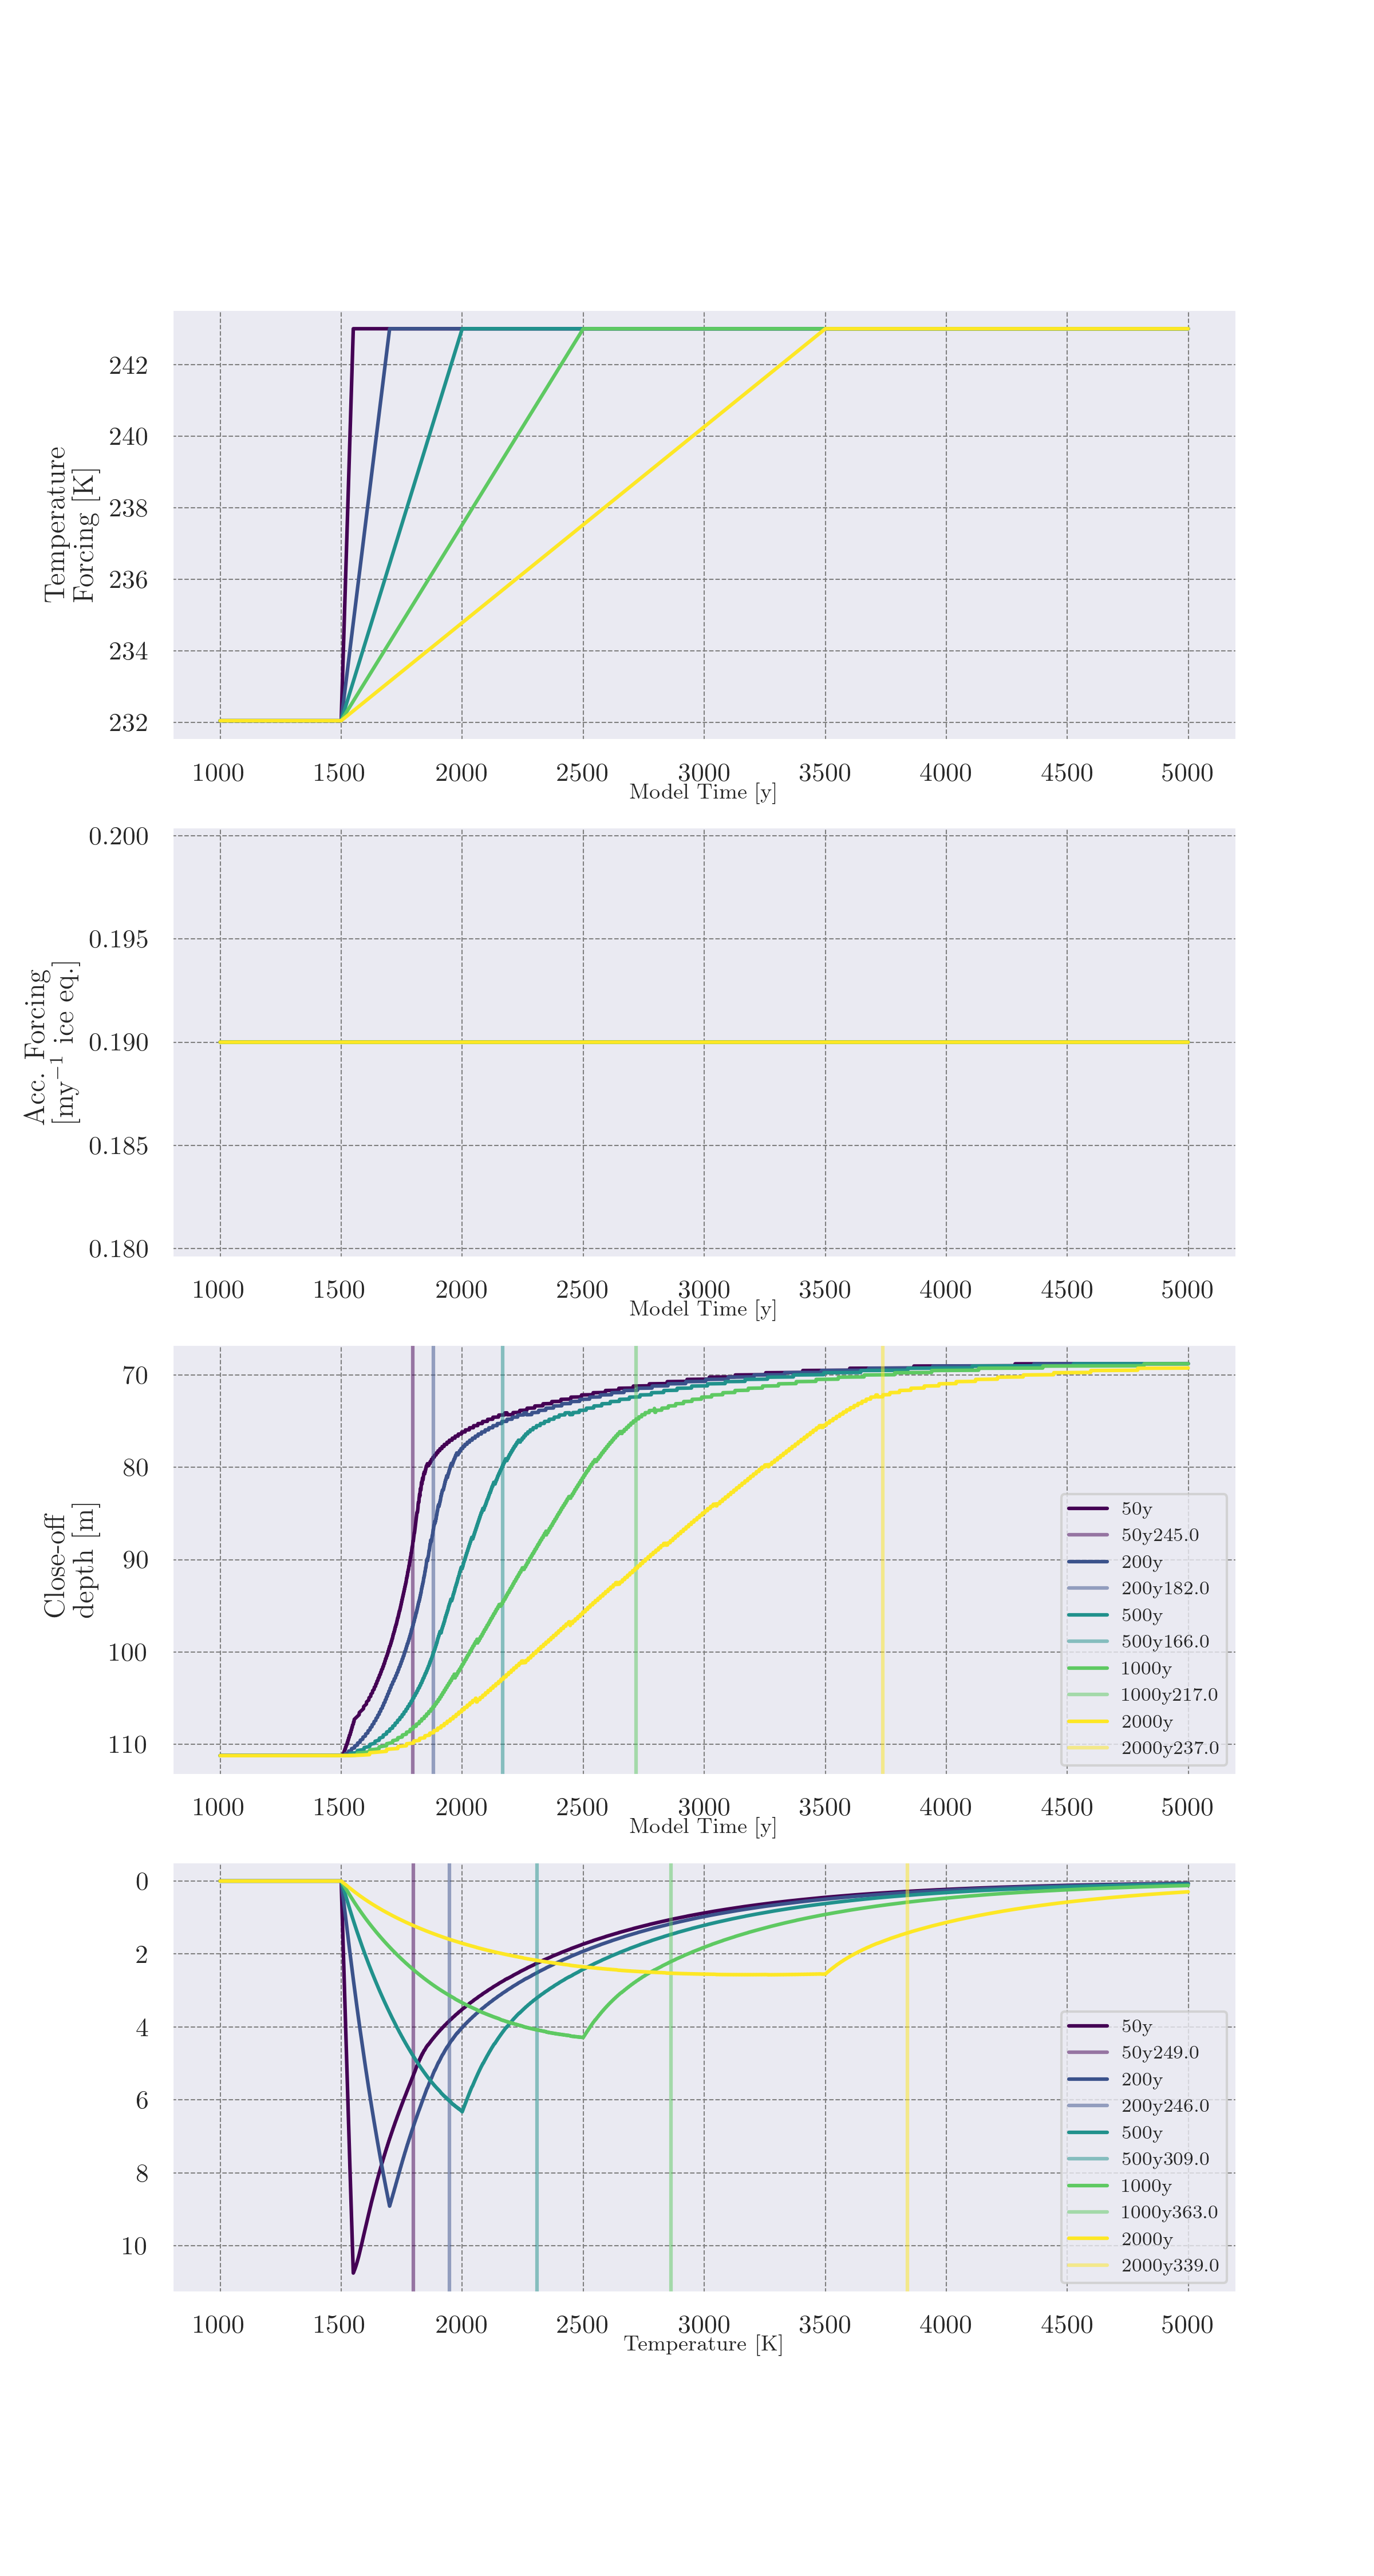 242
240
238
236
234
232
Temperature
Forcing [K]
1000 1500 2000 2500 3000 3500 4000 4500 5000
Model Time [y]
0.200
0.195
0.190
0.185
0.180
Acc. Forcing
[my⁻¹ ice eq.]
1000 1500 2000 2500 3000 3500 4000 4500 5000
Model Time [y]
70
80
90
100
110
Close-off
depth [m]
50y
50y245.0
200y
200y182.0
500y
500y166.0
1000y
1000y217.0
2000y
2000y237.0
1000 1500 2000 2500 3000 3500 4000 4500 5000
Model Time [y]
0
2
4
6
8
10
50y
50y249.0
200y
200y246.0
500y
500y309.0
1000y
1000y363.0
2000y
2000y339.0
1000 1500 2000 2500 3000 3500 4000 4500 5000
Temperature [K]